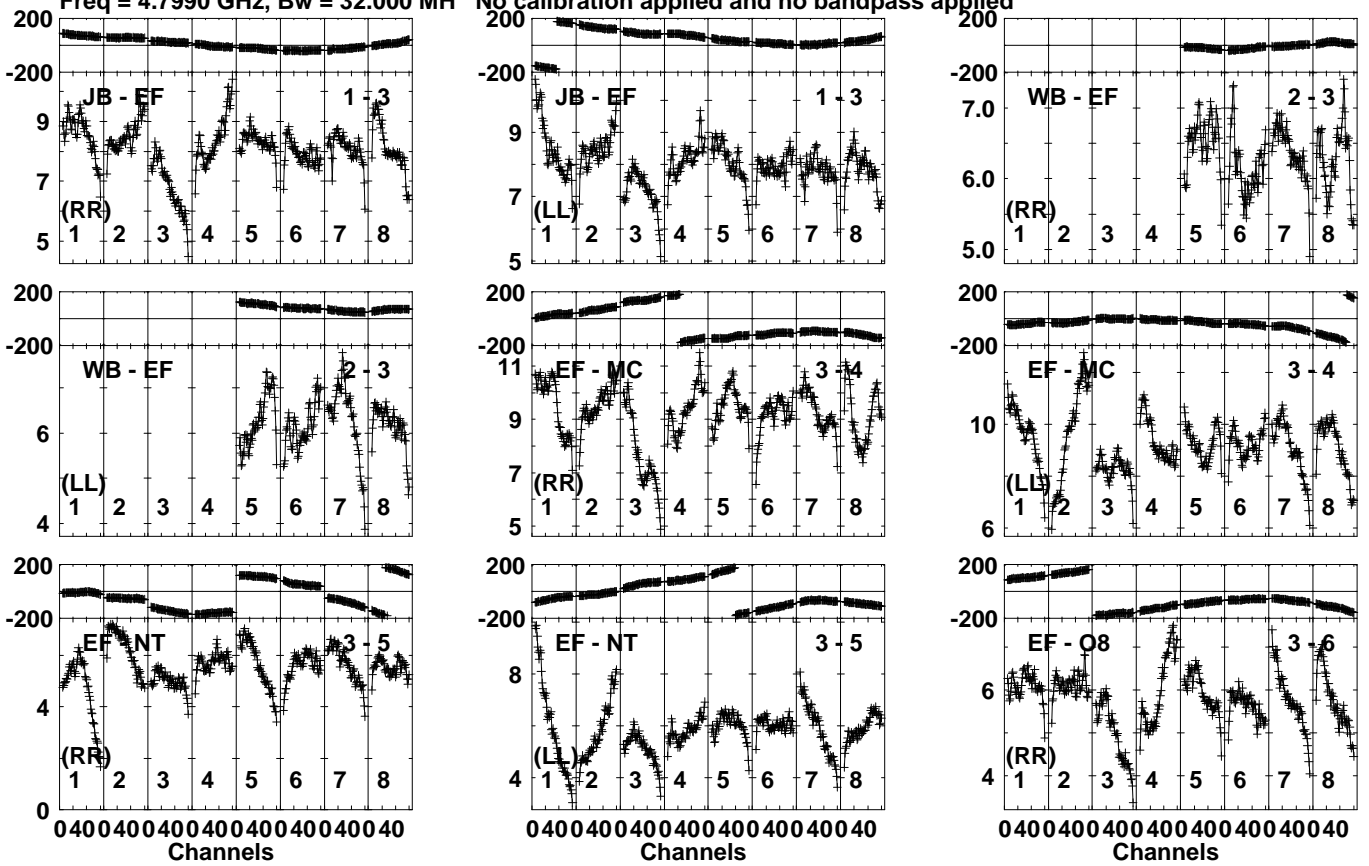 Freq = 4.7990 GHz, Bw = 32.000 MH No calibration applied and no bandpass applied
200
-200
JB - EF 1 - 3
9
7
5
(RR)
1 2 3 4 5 6 7 8
200
-200
JB - EF 1 - 3
9
7
5
(LL)
1 2 3 4 5 6 7 8
200
-200
WB - EF 2 - 3
7.0
6.0
5.0
(RR)
1 2 3 4 5 6 7 8
200
-200
WB - EF 2 - 3
6
4
(LL)
1 2 3 4 5 6 7 8
200
-200
EF - MC 3 - 4
11
9
7
5
(RR)
1 2 3 4 5 6 7 8
200
-200
EF - MC 3 - 4
10
6
(LL)
1 2 3 4 5 6 7 8
200
-200
EF - NT 3 - 5
4
0
(RR)
1 2 3 4 5 6 7 8
0 40 0 40 0 40 0 40 0 40 0 40 0 40 0 40
Channels
200
-200
EF - NT 3 - 5
8
4
(LL)
1 2 3 4 5 6 7 8
0 40 0 40 0 40 0 40 0 40 0 40 0 40 0 40
Channels
200
-200
EF - O8 3 - 6
6
4
(RR)
1 2 3 4 5 6 7 8
0 40 0 40 0 40 0 40 0 40 0 40 0 40 0 40
Channels